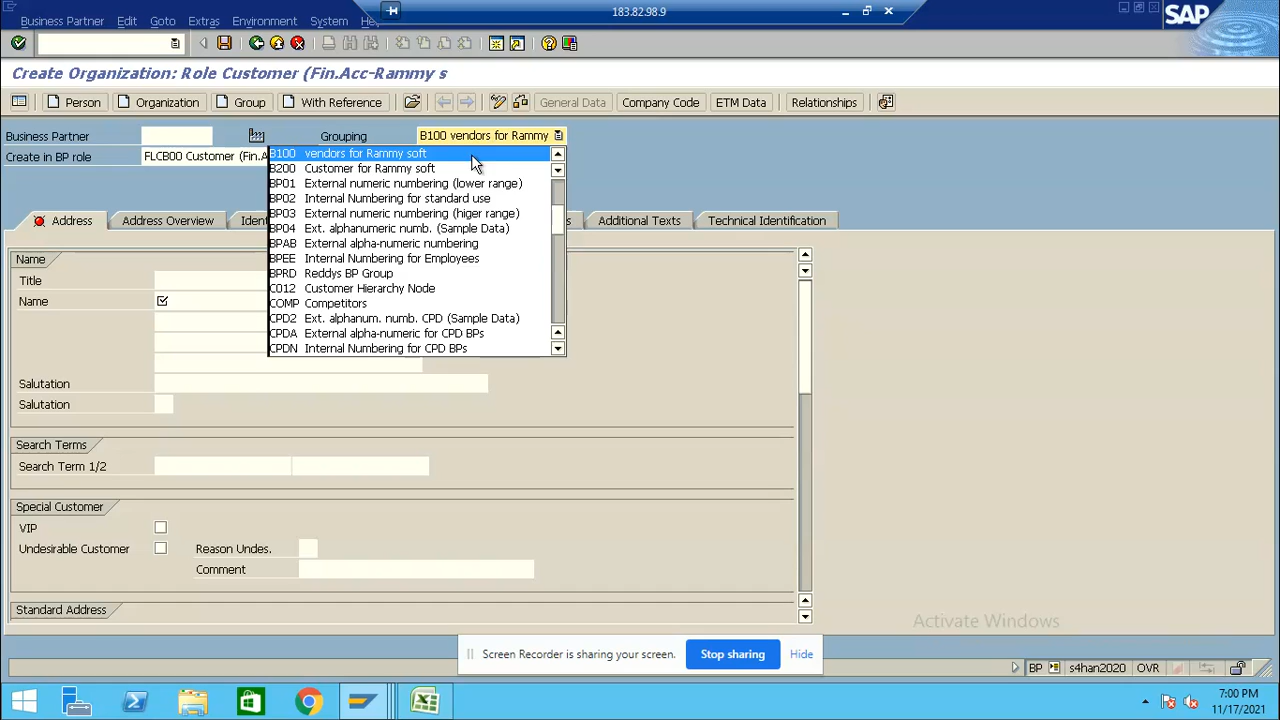 183.82.98.9
Business Partner Edit Goto Extras Environment System He
SAP
Create Organization: Role Customer (Fin.Acc-Rammy s
Person Organization Group With Reference General Data Company Code ETM Data Relationships
Business Partner Grouping B100 vendors for Rammy
Create in BP role FLCB00 Customer (Fin.A
B100 vendors for Rammy soft
B200 Customer for Rammy soft
BP01 External numeric numbering (lower range)
BP02 Internal Numbering for standard use
BP03 External numeric numbering (higer range)
BP04 Ext. alphanumeric numb. (Sample Data)
BPAB External alpha-numeric numbering
BPEE Internal Numbering for Employees
BPRD Reddys BP Group
C012 Customer Hierarchy Node
COMP Competitors
CPD2 Ext. alphanum. numb. CPD (Sample Data)
CPDA External alpha-numeric for CPD BPs
CPDN Internal Numbering for CPD BPs
Address Address Overview Identi s Additional Texts Technical Identification
Name
Title
Name
Salutation
Salutation
Search Terms
Search Term 1/2
Special Customer
VIP
Undesirable Customer Reason Undes.
Comment
Standard Address
Activate Windows
Screen Recorder is sharing your screen. Stop sharing Hide
BP s4han2020 OVR
7:00 PM
11/17/2021